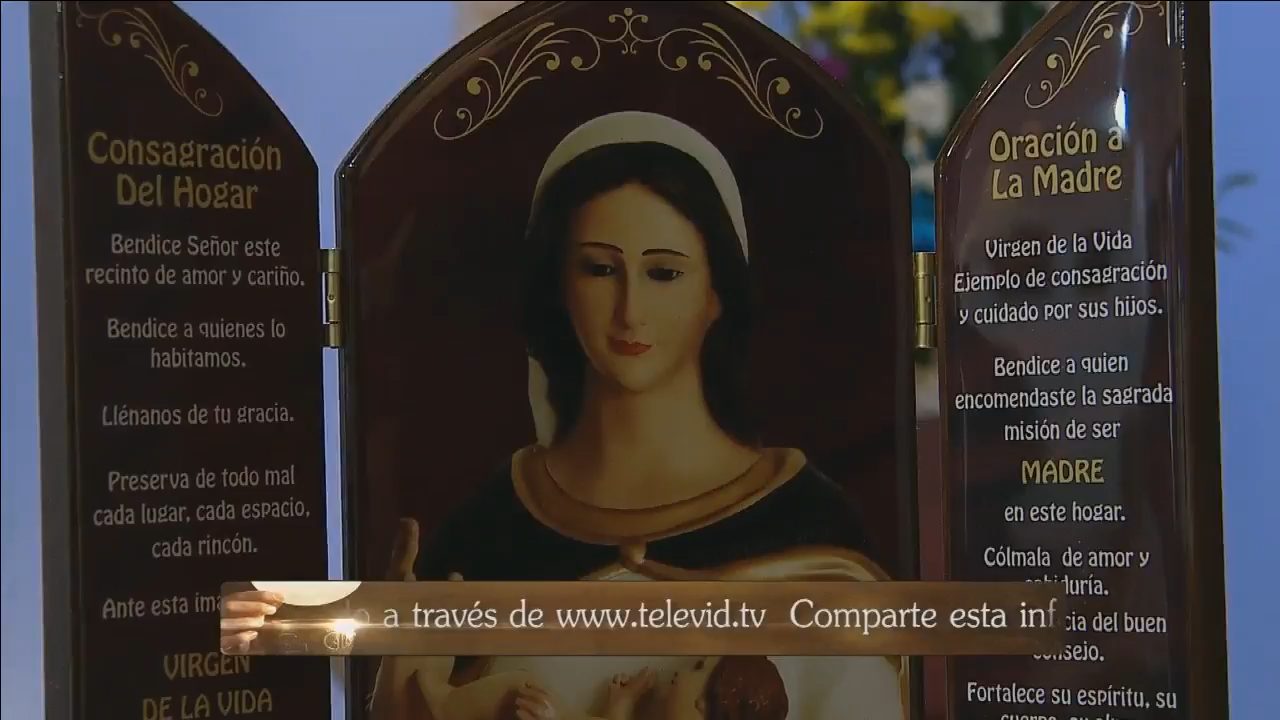 Consagración
Del Hogar
Bendice Señor este
recinto de amor y cariño.
Bendice a quienes lo
habitamos.
Llénanos de tu gracia.
Preserva de todo mal
cada lugar, cada espacio,
cada rincón.
Ante esta
VIRGEN
DE LA VIDA
Oración a
La Madre
Virgen de la Vida
Ejemplo de consagración
y cuidado por sus hijos.
Bendice a quien
encomendaste la sagrada
misión de ser
MADRE
en este hogar.
Cólmala de amor y
del buen
Fortalece su espíritu, su
a través de www.televid.tv Comparte esta inf